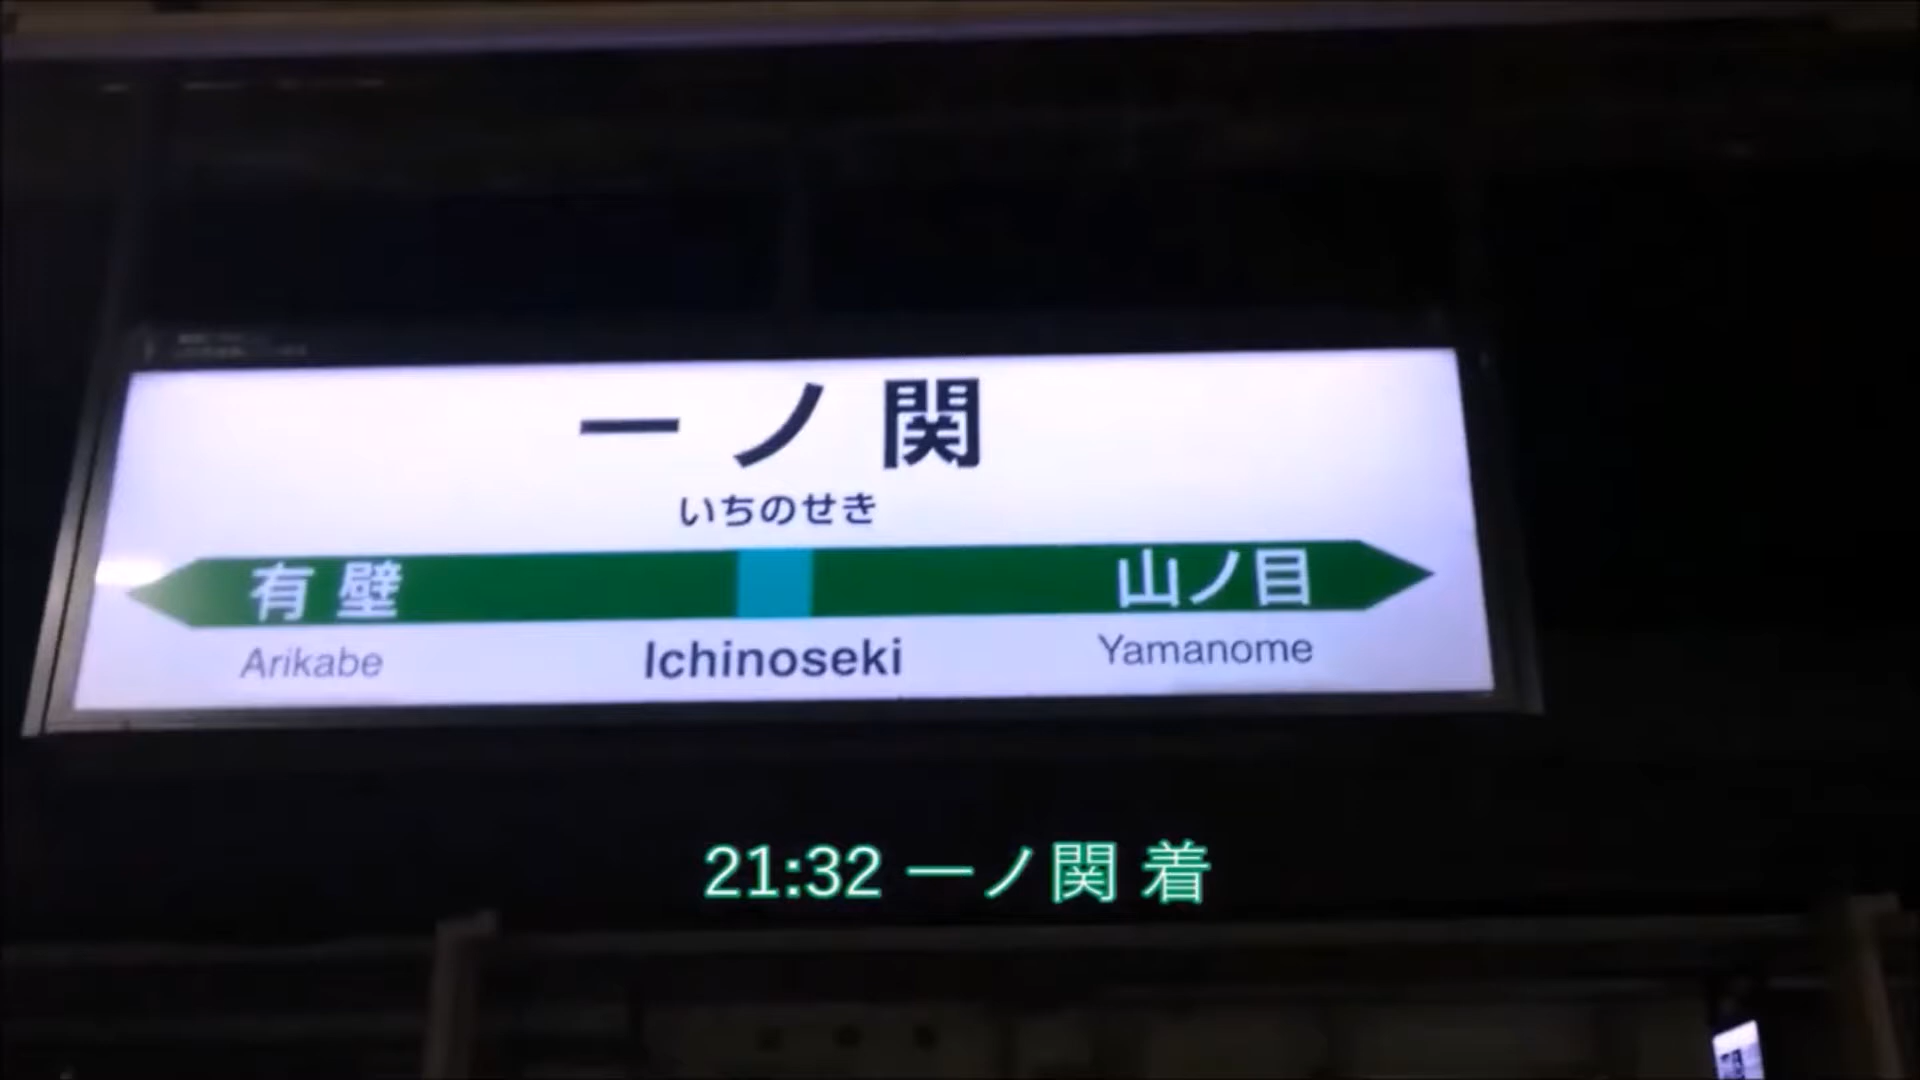 一ノ関
いちのせき
有壁 山ノ目
Arikabe Ichinoseki Yamanome
21:32 一ノ関 着